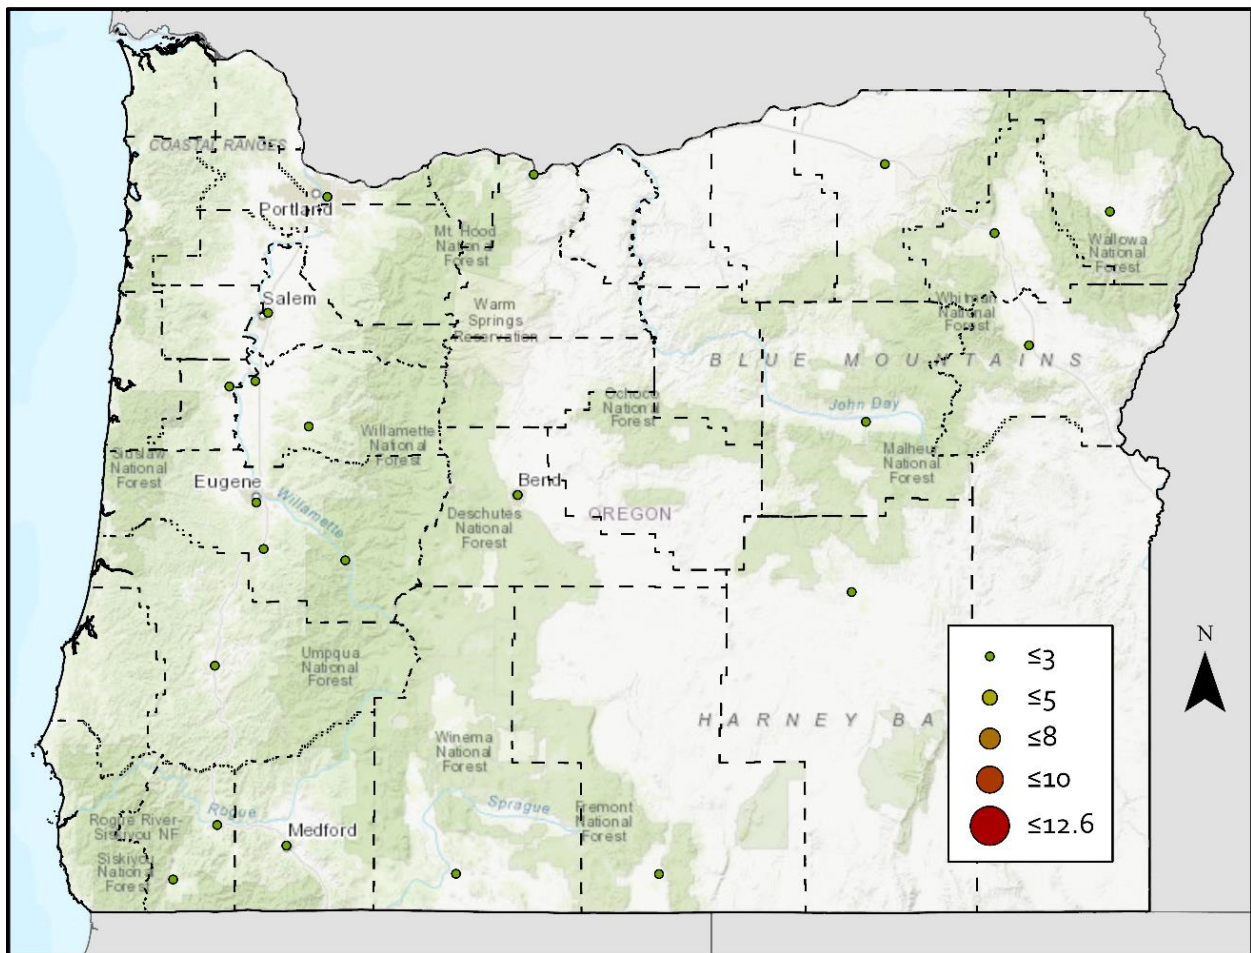 COASTAL RANGES
Portland
Mt. Hood
National
Forest
Wallowa
National
Forest
Salem
Warm
Springs
Reservation
Whitman
National
Forest
BLUE MOUNTAINS
Ochoco
National
Forest
John Day
Willamette
National
Forest
Malheur
National
Forest
Siuslaw
National
Forest
Eugene
Willamette
Bend
Deschutes
National
Forest
OREGON
Umpqua
National
Forest
N
≤3
≤5
≤8
≤10
≤12.6
HARNEY BA
Winema
National
Forest
Rogue
Sprague
Fremont
National
Forest
Rogue River-
Siskiyou NF
Medford
Siskiyou
National
Forest